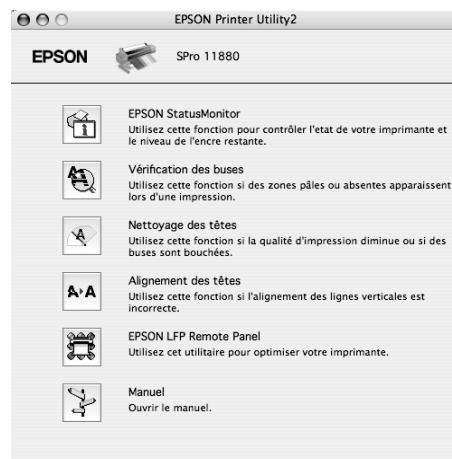 EPSON Printer Utility2
EPSON SPro 11880
EPSON StatusMonitor
Utilisez cette fonction pour contrôler l'etat de votre imprimante et
le niveau de l'encre restante.
Vérification des buses
Utilisez cette fonction si des zones pâles ou absentes apparaissent
lors d'une impression.
Nettoyage des têtes
Utilisez cette fonction si la qualité d'impression diminue ou si des
buses sont bouchées.
Alignement des têtes
Utilisez cette fonction si l'alignement des lignes verticales est
incorrecte.
EPSON LFP Remote Panel
Utilisez cet utilitaire pour optimiser votre imprimante.
Manuel
Ouvrir le manuel.